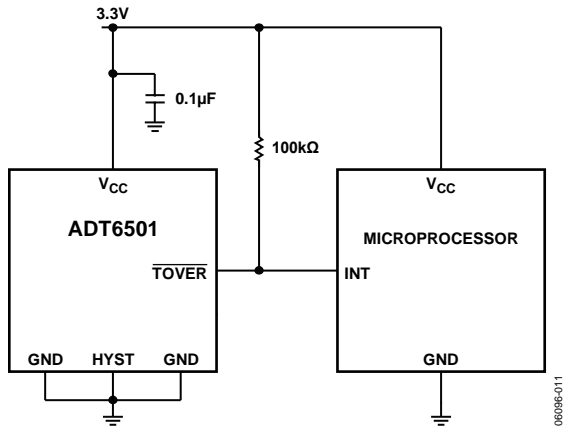 3.3V
0.1µF
100kΩ
VCC
VCC
ADT6501
MICROPROCESSOR
TOVER
INT
GND HYST GND
GND
06096-011